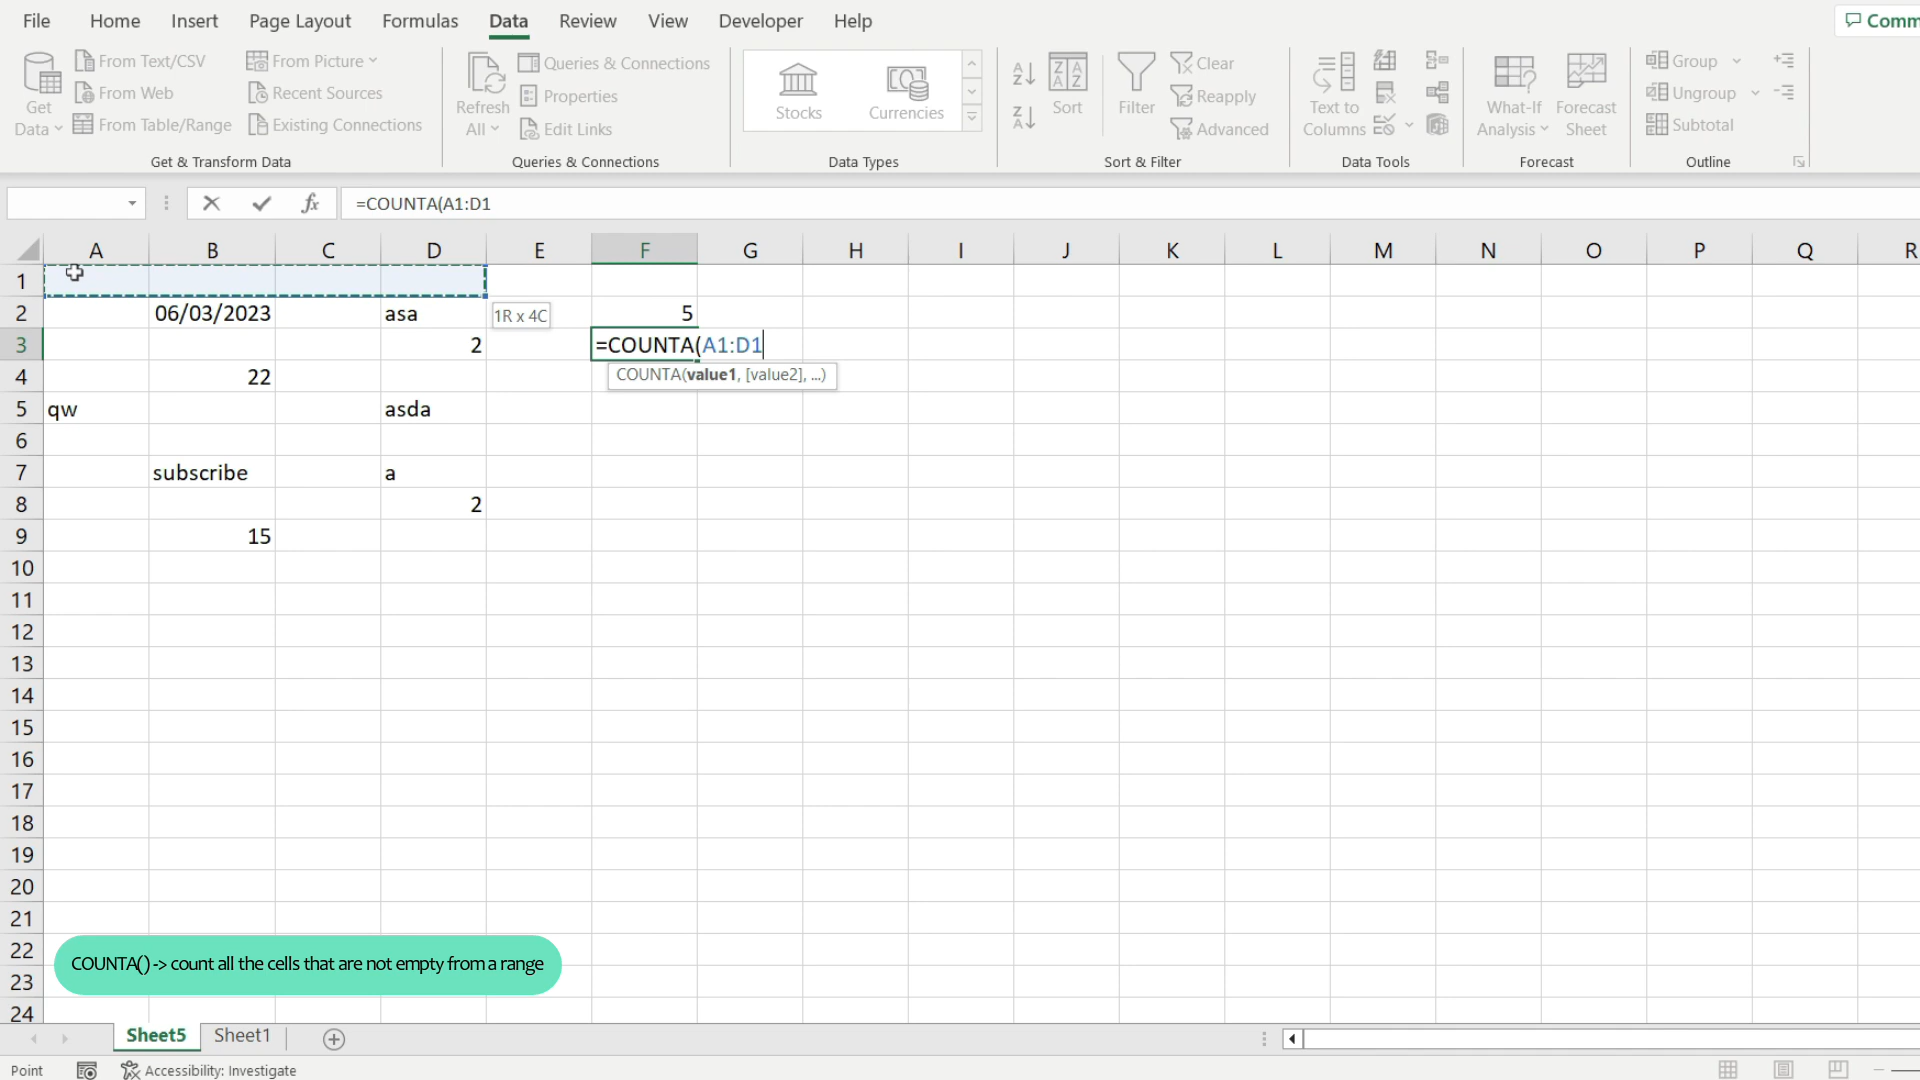 File Home Insert Page Layout Formulas Data Review View Developer Help
Get Data
From Text/CSV
From Web
From Table/Range
From Picture
Recent Sources
Existing Connections
Get & Transform Data
Refresh All
Queries & Connections
Properties
Edit Links
Queries & Connections
Stocks
Currencies
Data Types
Sort
Filter
Clear
Reapply
Advanced
Sort & Filter
Text to Columns
Data Tools
What-If Analysis
Forecast Sheet
Forecast
Group
Ungroup
Subtotal
Outline
=COUNTA(A1:D1
A B C D E F G H I J K L M N O P Q R
1
2 06/03/2023 asa 1R x 4C 5
3 2 =COUNTA(A1:D1
COUNTA(value1, [value2], ...)
4 22
5 qw asda
6
7 subscribe a
8 2
9 15
10
11
12
13
14
15
16
17
18
19
20
21
22
COUNTA() -> count all the cells that are not empty from a range
23
24
Sheet5 Sheet1
Point Accessibility: Investigate